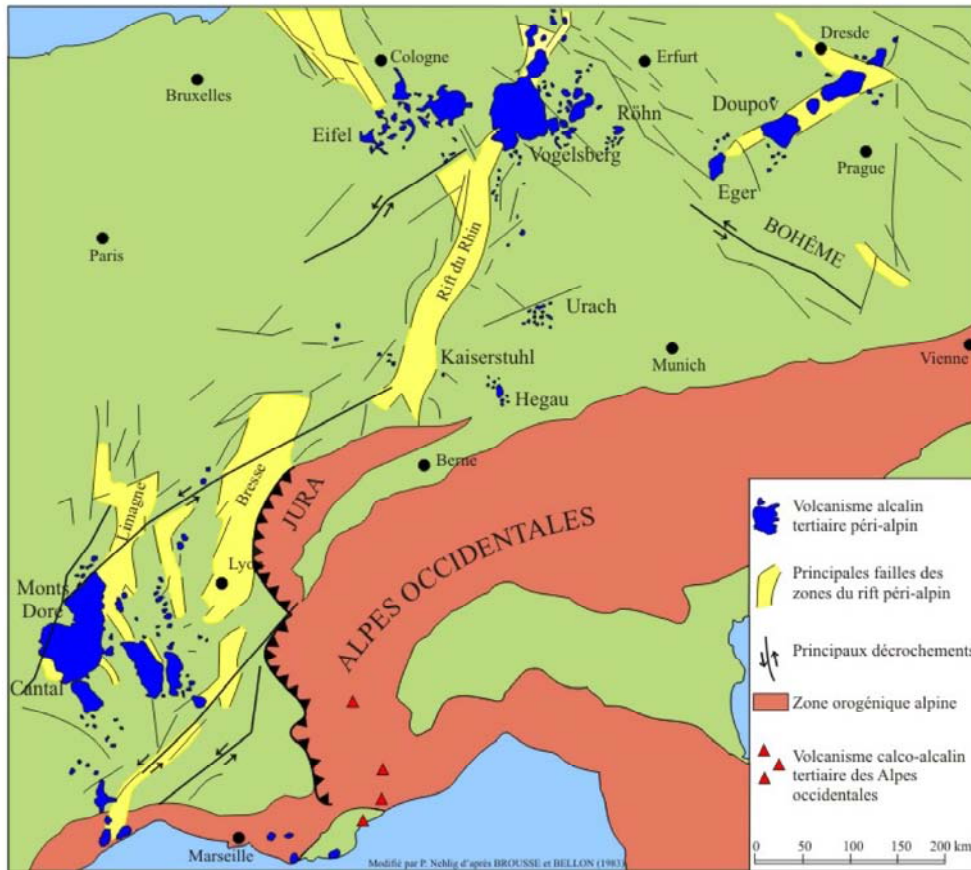 Dresde
Cologne
Erfurt
Bruxelles
Doupov
Röhn
Eifel
Vogelsberg
Prague
Eger
BOHÊME
Paris
Rift du Rhin
Urach
Kaiserstuhl
Munich
Vienne
Hegau
Berne
Bresse
JURA
Limagne
ALPES OCCIDENTALES
Lyon
Monts
Dore
Cantal
Marseille
Modifié par P. Nehlig d'après BROUSSE et BELLON (1983)
Volcanisme alcalin
tertiaire péri-alpin
Principales failles des
zones du rift péri-alpin
Principaux décrochements
Zone orogénique alpine
Volcanisme calco-alcalin
tertiaire des Alpes
occidentales
0 50 100 150 200 km